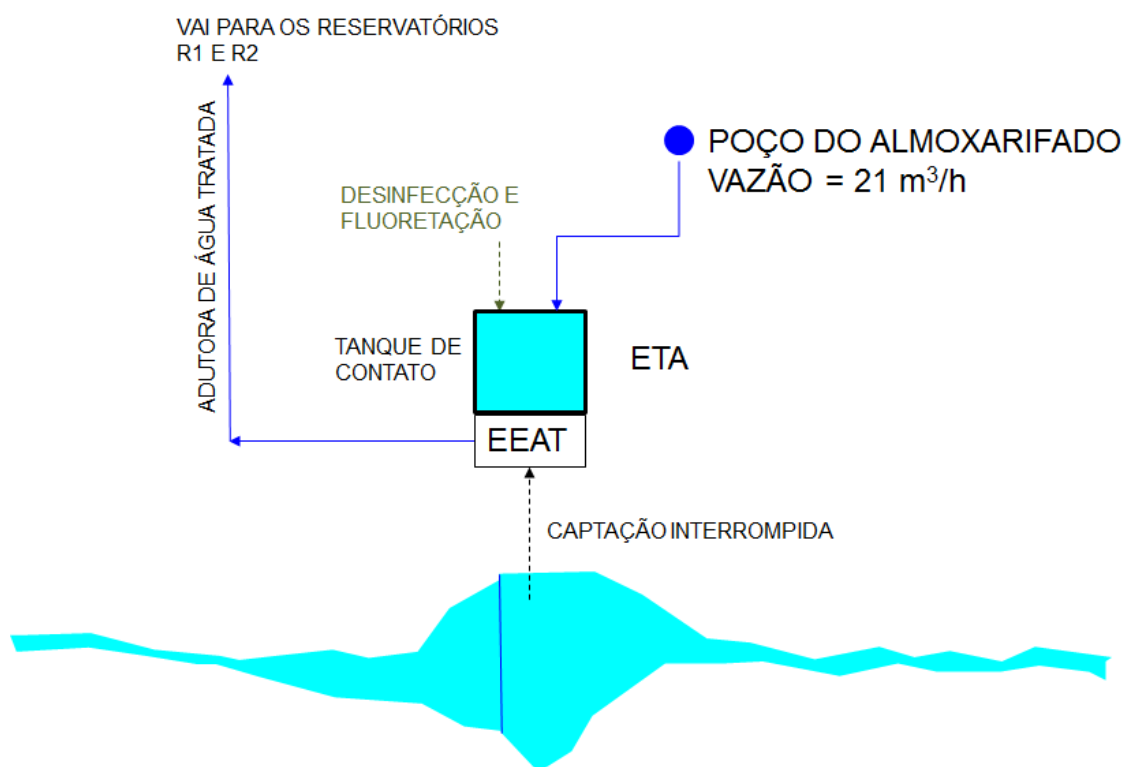 VAI PARA OS RESERVATÓRIOS
R1 E R2
ADUTORA DE ÁGUA TRATADA
POÇO DO ALMOXARIFADO
VAZÃO = 21 m³/h
DESINFECÇÃO E
FLUORETAÇÃO
TANQUE DE
CONTATO
ETA
EEAT
CAPTAÇÃO INTERROMPIDA